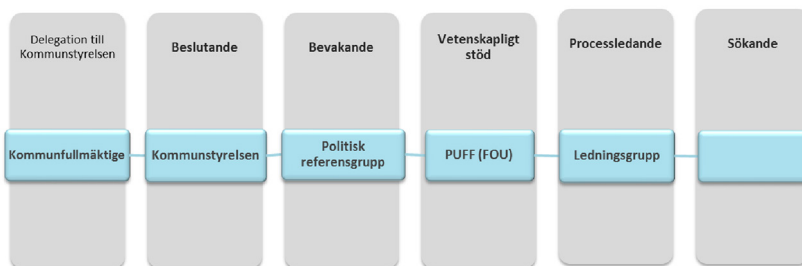 Delegation till
Kommunstyrelsen
Beslutande
Bevakande
Vetenskapligt
stöd
Processledande
Sökande
Kommunfullmäktige
Kommunstyrelsen
Politisk
referensgrupp
PUFF (FOU)
Ledningsgrupp